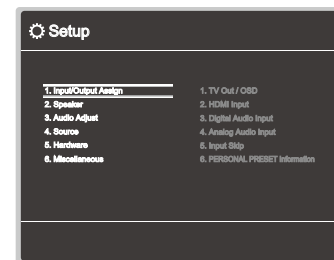 Setup
1. Input/Output Assign
2. Speaker
3. Audio Adjust
4. Source
5. Hardware
6. Miscellaneous
1. TV Out / OSD
2. HDMI Input
3. Digital Audio Input
4. Analog Audio Input
5. Input Skip
6. PERSONAL PRESET Information